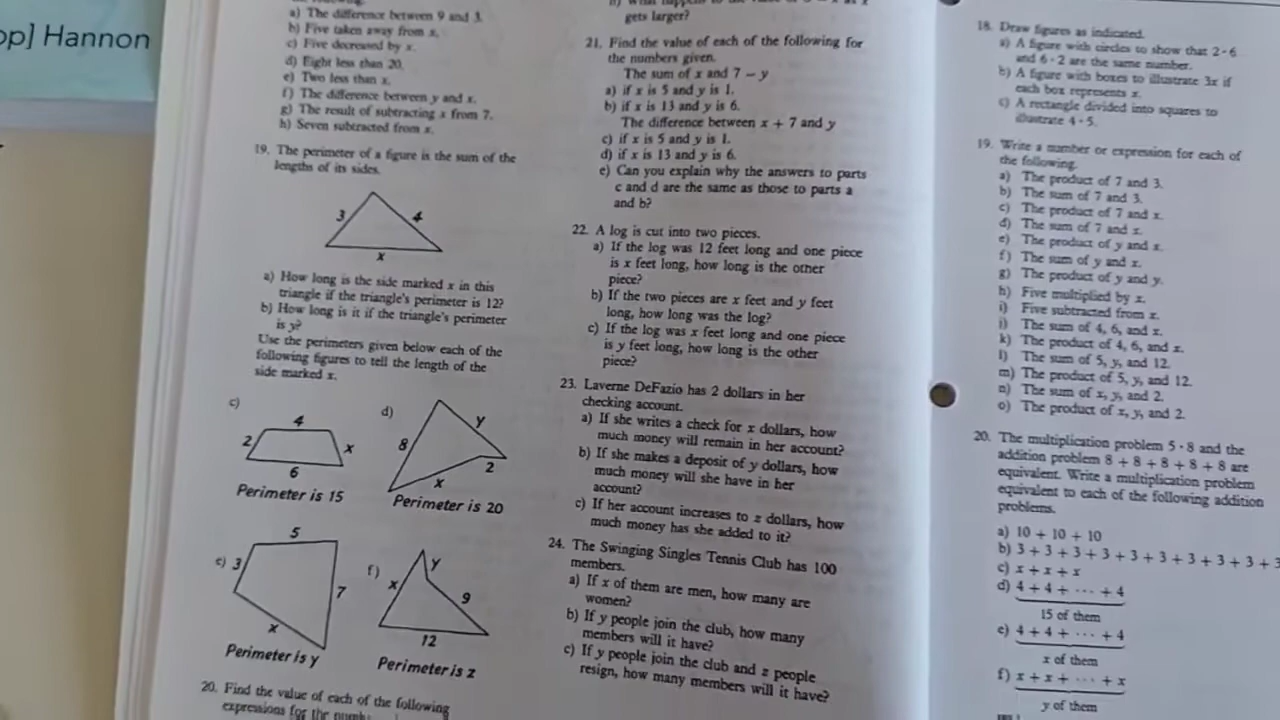 op] Hannon
a) The difference between 9 and 3.
b) Five taken away from x.
c) Five decreased by x.
d) Eight less than 20.
e) Two less than x.
f) The difference between y and x.
g) The result of subtracting x from 7.
h) Seven subtracted from x.
19. The perimeter of a figure is the sum of the
lengths of its sides.
3
4
x
a) How long is the side marked x in this
triangle if the triangle's perimeter is 12?
b) How long is it if the triangle's perimeter
is y?
Use the perimeters given below each of the
following figures to tell the length of the
side marked x.
c)
4
2
x
6
Perimeter is 15
d)
y
8
2
x
Perimeter is 20
e)
5
3
7
x
Perimeter is y
f)
y
x
9
12
Perimeter is z
20. Find the value of each of the following
expressions for the
gets larger?
21. Find the value of each of the following for
the numbers given.
The sum of x and 7 – y
a) if x is 5 and y is 1.
b) if x is 13 and y is 6.
The difference between x + 7 and y
c) if x is 5 and y is 1.
d) if x is 13 and y is 6.
e) Can you explain why the answers to parts
c and d are the same as those to parts a
and b?
22. A log is cut into two pieces.
a) If the log was 12 feet long and one piece
is x feet long, how long is the other
piece?
b) If the two pieces are x feet and y feet
long, how long was the log?
c) If the log was x feet long and one piece
is y feet long, how long is the other
piece?
23. Laverne DeFazio has 2 dollars in her
checking account.
a) If she writes a check for x dollars, how
much money will remain in her account?
b) If she makes a deposit of y dollars, how
much money will she have in her
account?
c) If her account increases to z dollars, how
much money has she added to it?
24. The Swinging Singles Tennis Club has 100
members.
a) If x of them are men, how many are
women?
b) If y people join the club, how many
members will it have?
c) If y people join the club and z people
resign, how many members will it have?
18. Draw figures as indicated.
a) A figure with circles to show that 2 · 6
and 6 · 2 are the same number.
b) A figure with boxes to illustrate 3x if
each box represents x.
c) A rectangle divided into squares to
illustrate 4 · 5.
19. Write a number or expression for each of
the following.
a) The product of 7 and 3.
b) The sum of 7 and 3.
c) The product of 7 and x.
d) The sum of 7 and x.
e) The product of y and x.
f) The sum of y and x.
g) The product of y and y.
h) Five multiplied by x.
i) Five subtracted from x.
j) The sum of 4, 6, and x.
k) The product of 4, 6, and x.
l) The sum of 5, y, and 12.
m) The product of 5, y, and 12.
n) The sum of x, y, and 2.
o) The product of x, y, and 2.
20. The multiplication problem 5 · 8 and the
addition problem 8 + 8 + 8 + 8 + 8 are
equivalent. Write a multiplication problem
equivalent to each of the following addition
problems.
a) 10 + 10 + 10
b) 3 + 3 + 3 + 3 + 3 + 3 + 3 + 3 + 3 + 3
c) x + x + x
d) 4 + 4 + ··· + 4
15 of them
e) 4 + 4 + ··· + 4
x of them
f) x + x + ··· + x
y of them